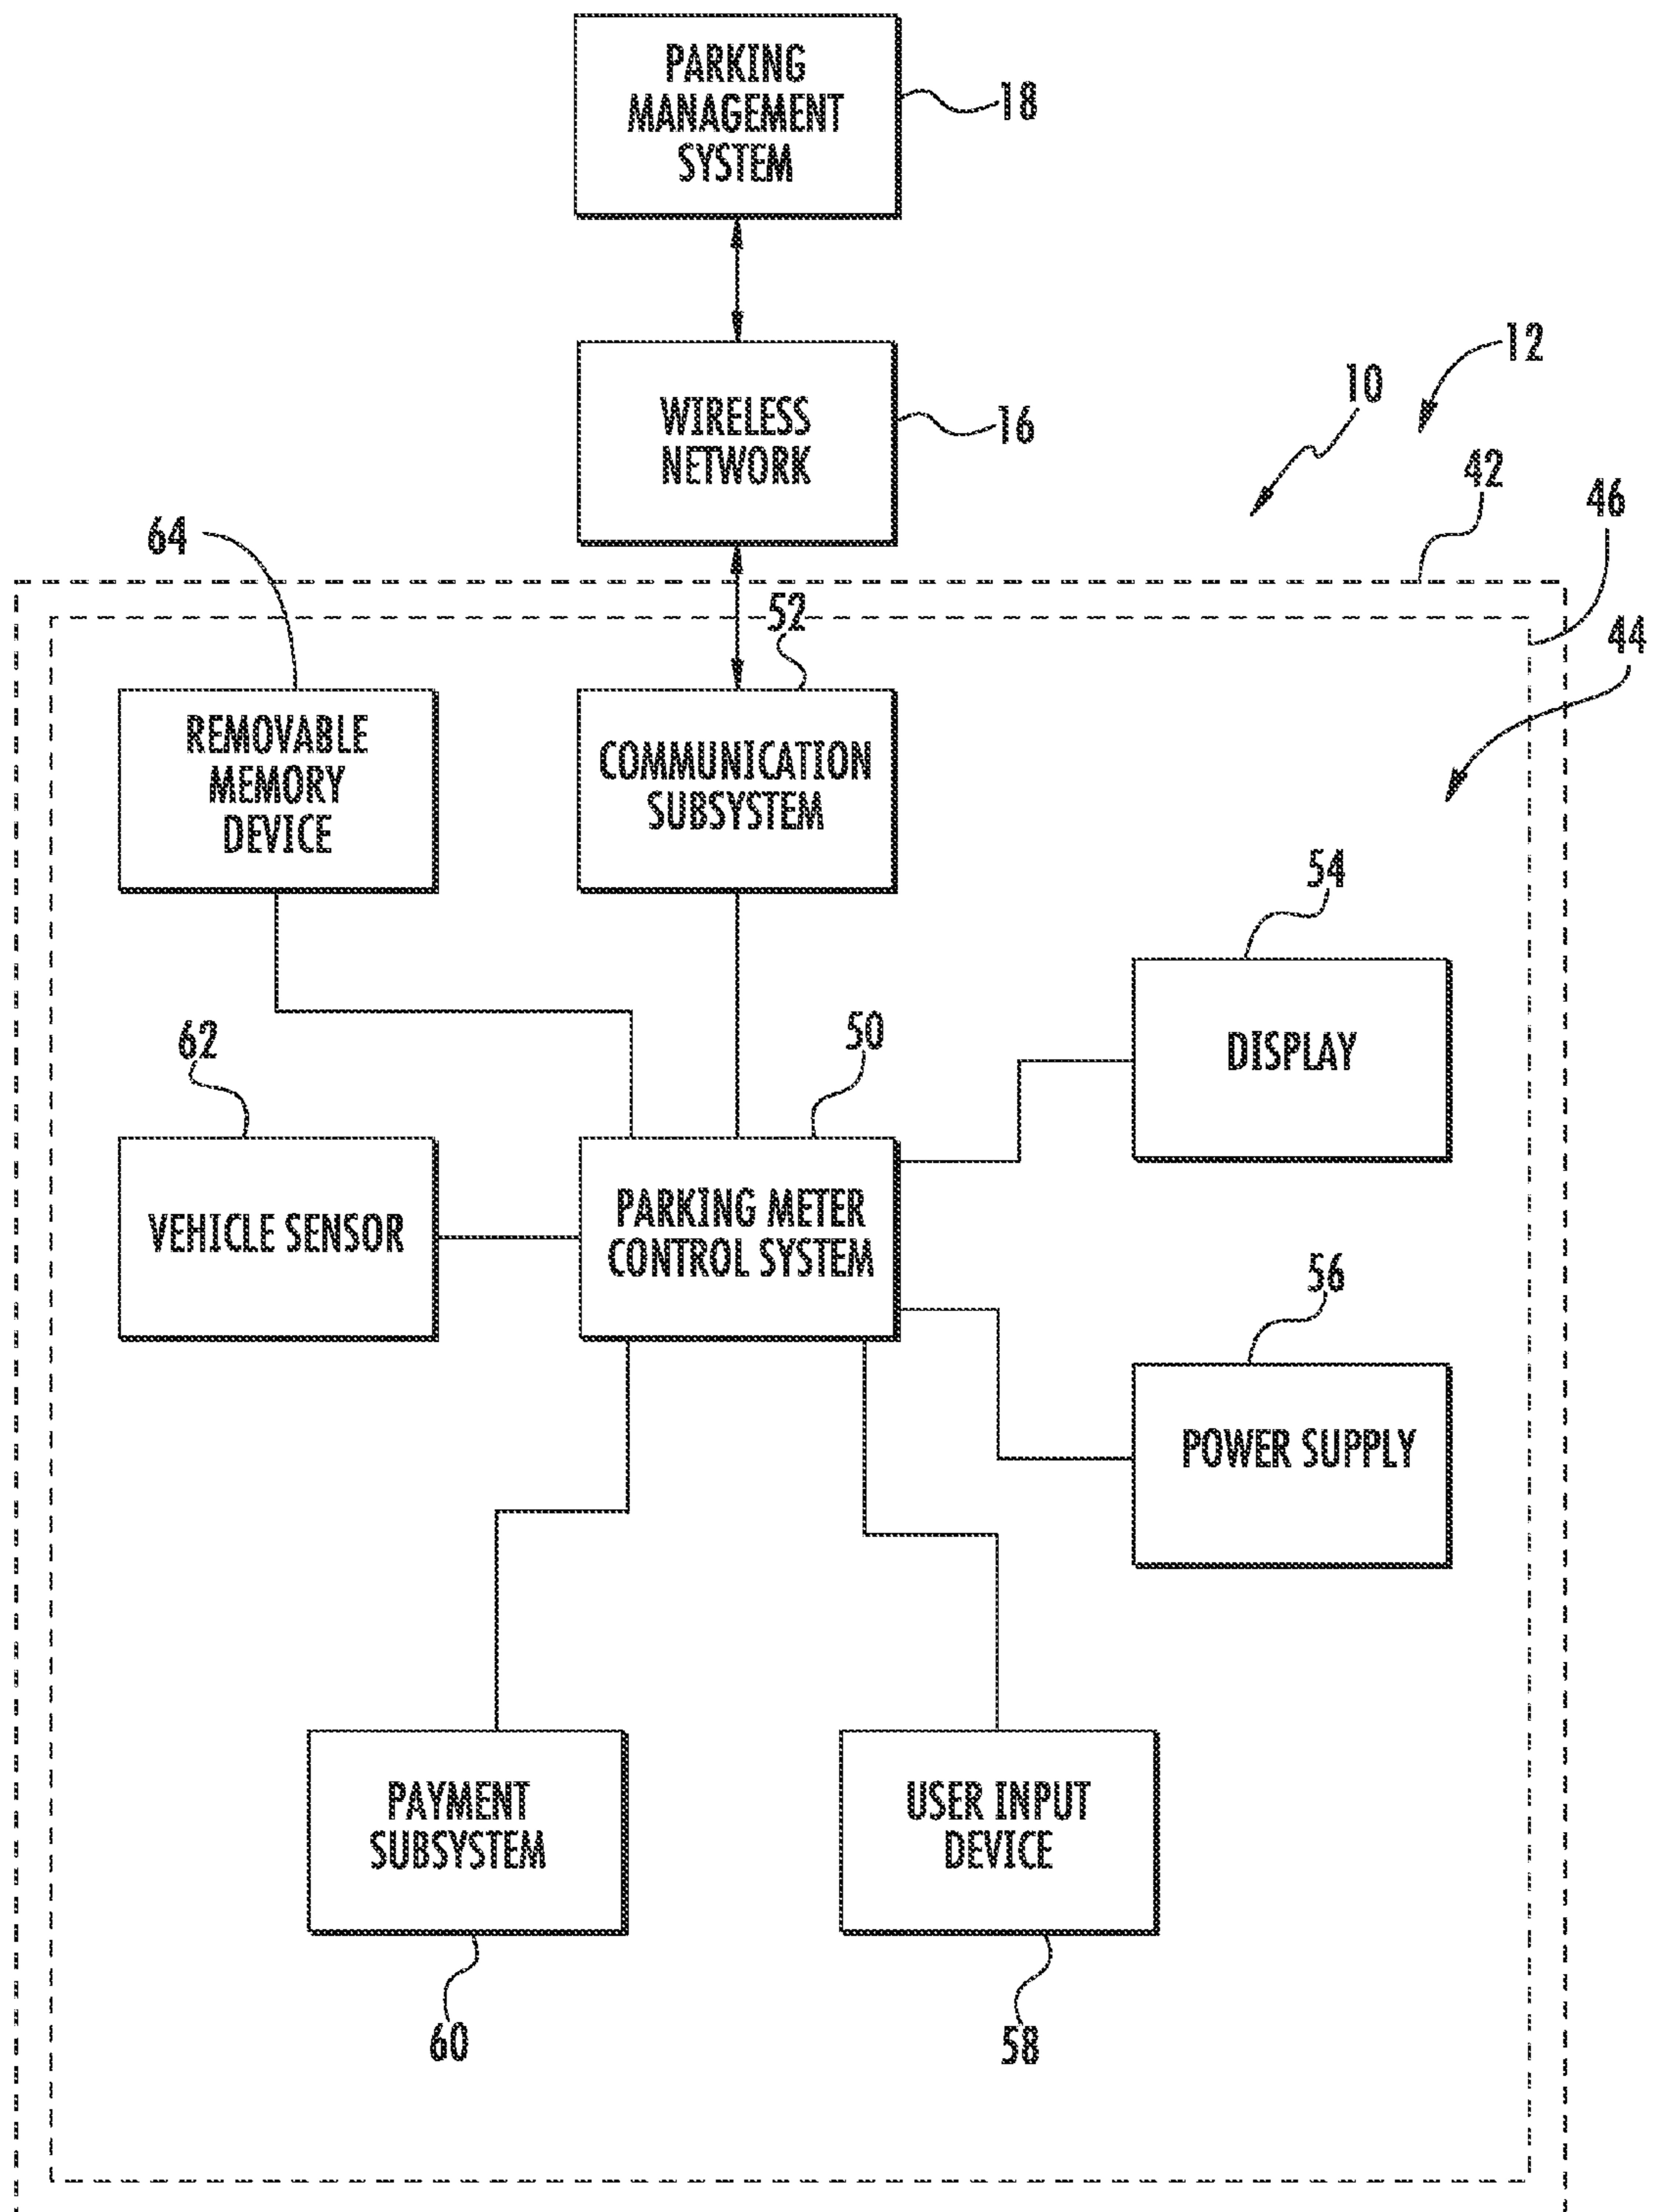 PARKING
MANAGEMENT
SYSTEM
18
12
10
WIRELESS
NETWORK
16
42
46
64
52
44
REMOVABLE
MEMORY
DEVICE
COMMUNICATION
SUBSYSTEM
54
62
50
DISPLAY
VEHICLE SENSOR
PARKING METER
CONTROL SYSTEM
56
POWER SUPPLY
PAYMENT
SUBSYSTEM
USER INPUT
DEVICE
60
58